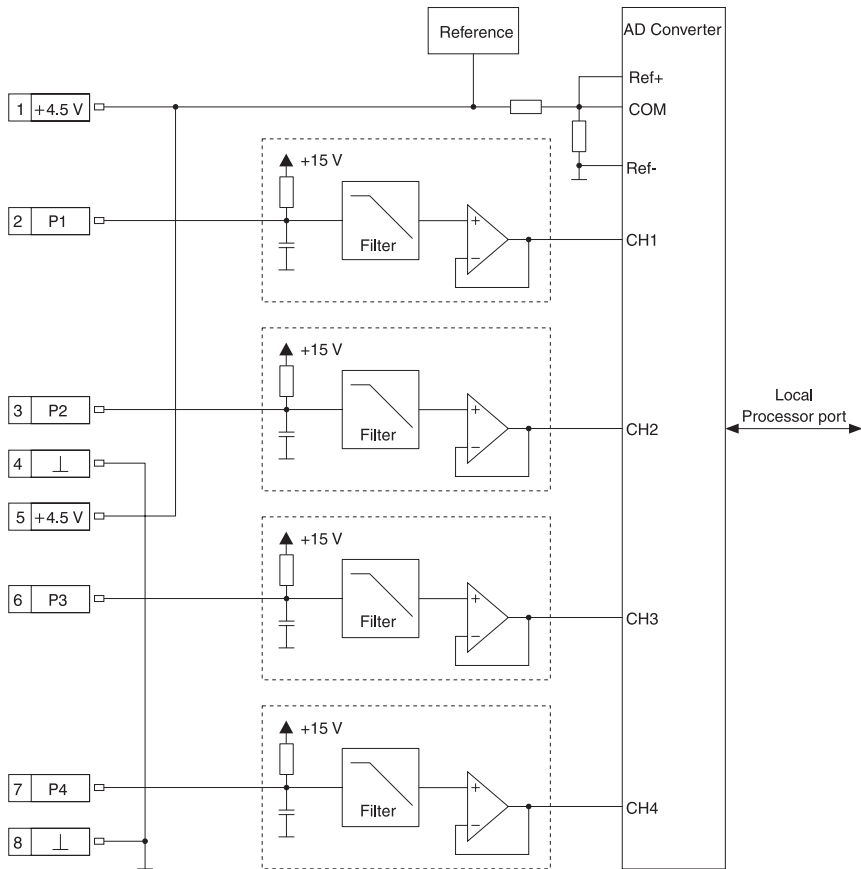 Reference
AD Converter
Ref+
1 +4.5 V
COM
+15 V
Ref-
2 P1
+
−
Filter
CH1
+15 V
3 P2
+
−
Filter
CH2
Local
Processor port
4 ⊥
5 +4.5 V
+15 V
6 P3
+
−
Filter
CH3
+15 V
7 P4
+
−
Filter
CH4
8 ⊥